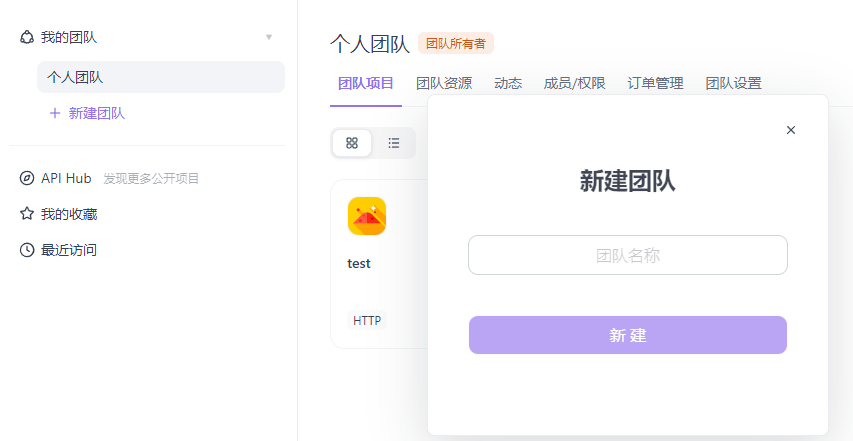 我的团队
个人团队
新建团队
API Hub 发现更多公开项目
我的收藏
最近访问
个人团队 团队所有者
团队项目 团队资源 动态 成员/权限 订单管理 团队设置
test
HTTP
新建团队
团队名称
新 建